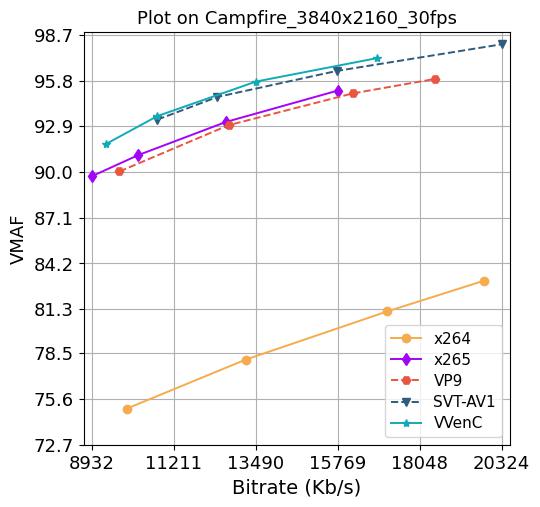 Plot on Campfire_3840x2160_30fps
98.7
95.8
92.9
90.0
87.1
84.2
81.3
78.5
75.6
72.7
VMAF
x264
x265
VP9
SVT-AV1
VVenC
8932 11211 13490 15769 18048 20324
Bitrate (Kb/s)